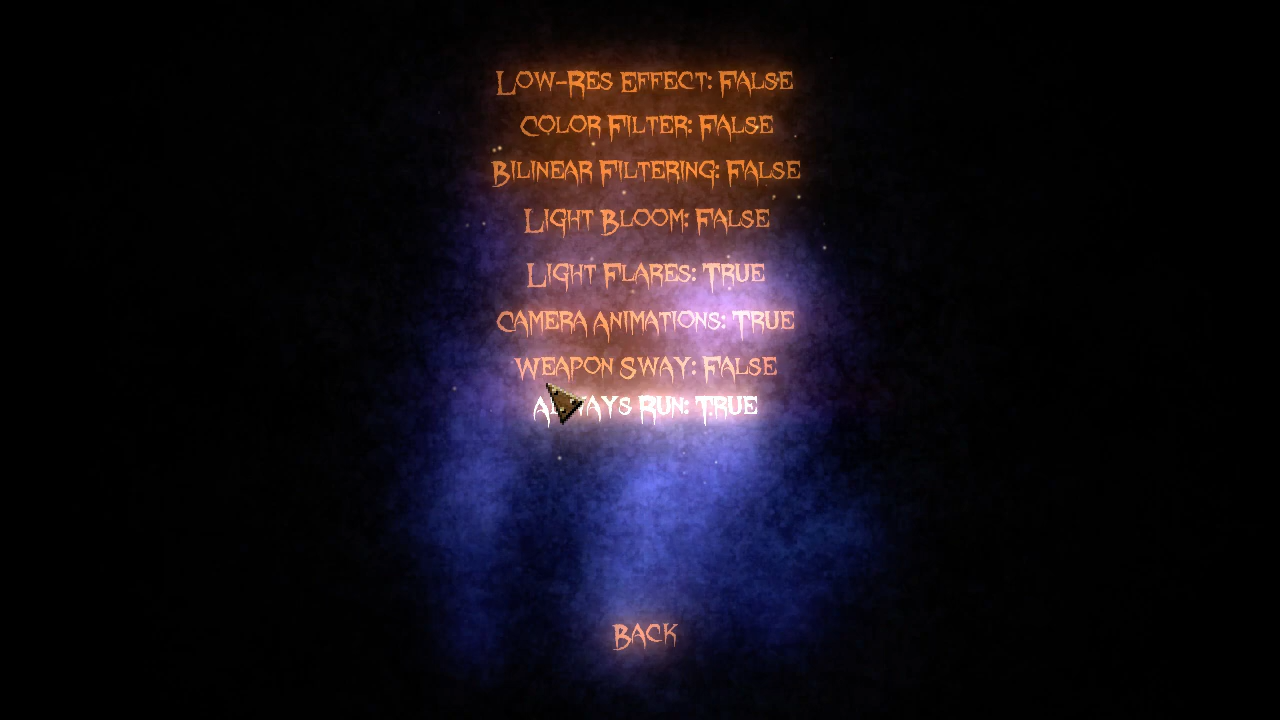 Low-Res Effect: False
Color Filter: False
Bilinear Filtering: False
Light Bloom: False
Light Flares: True
Camera Animations: True
Weapon Sway: False
Always Run: True
Back